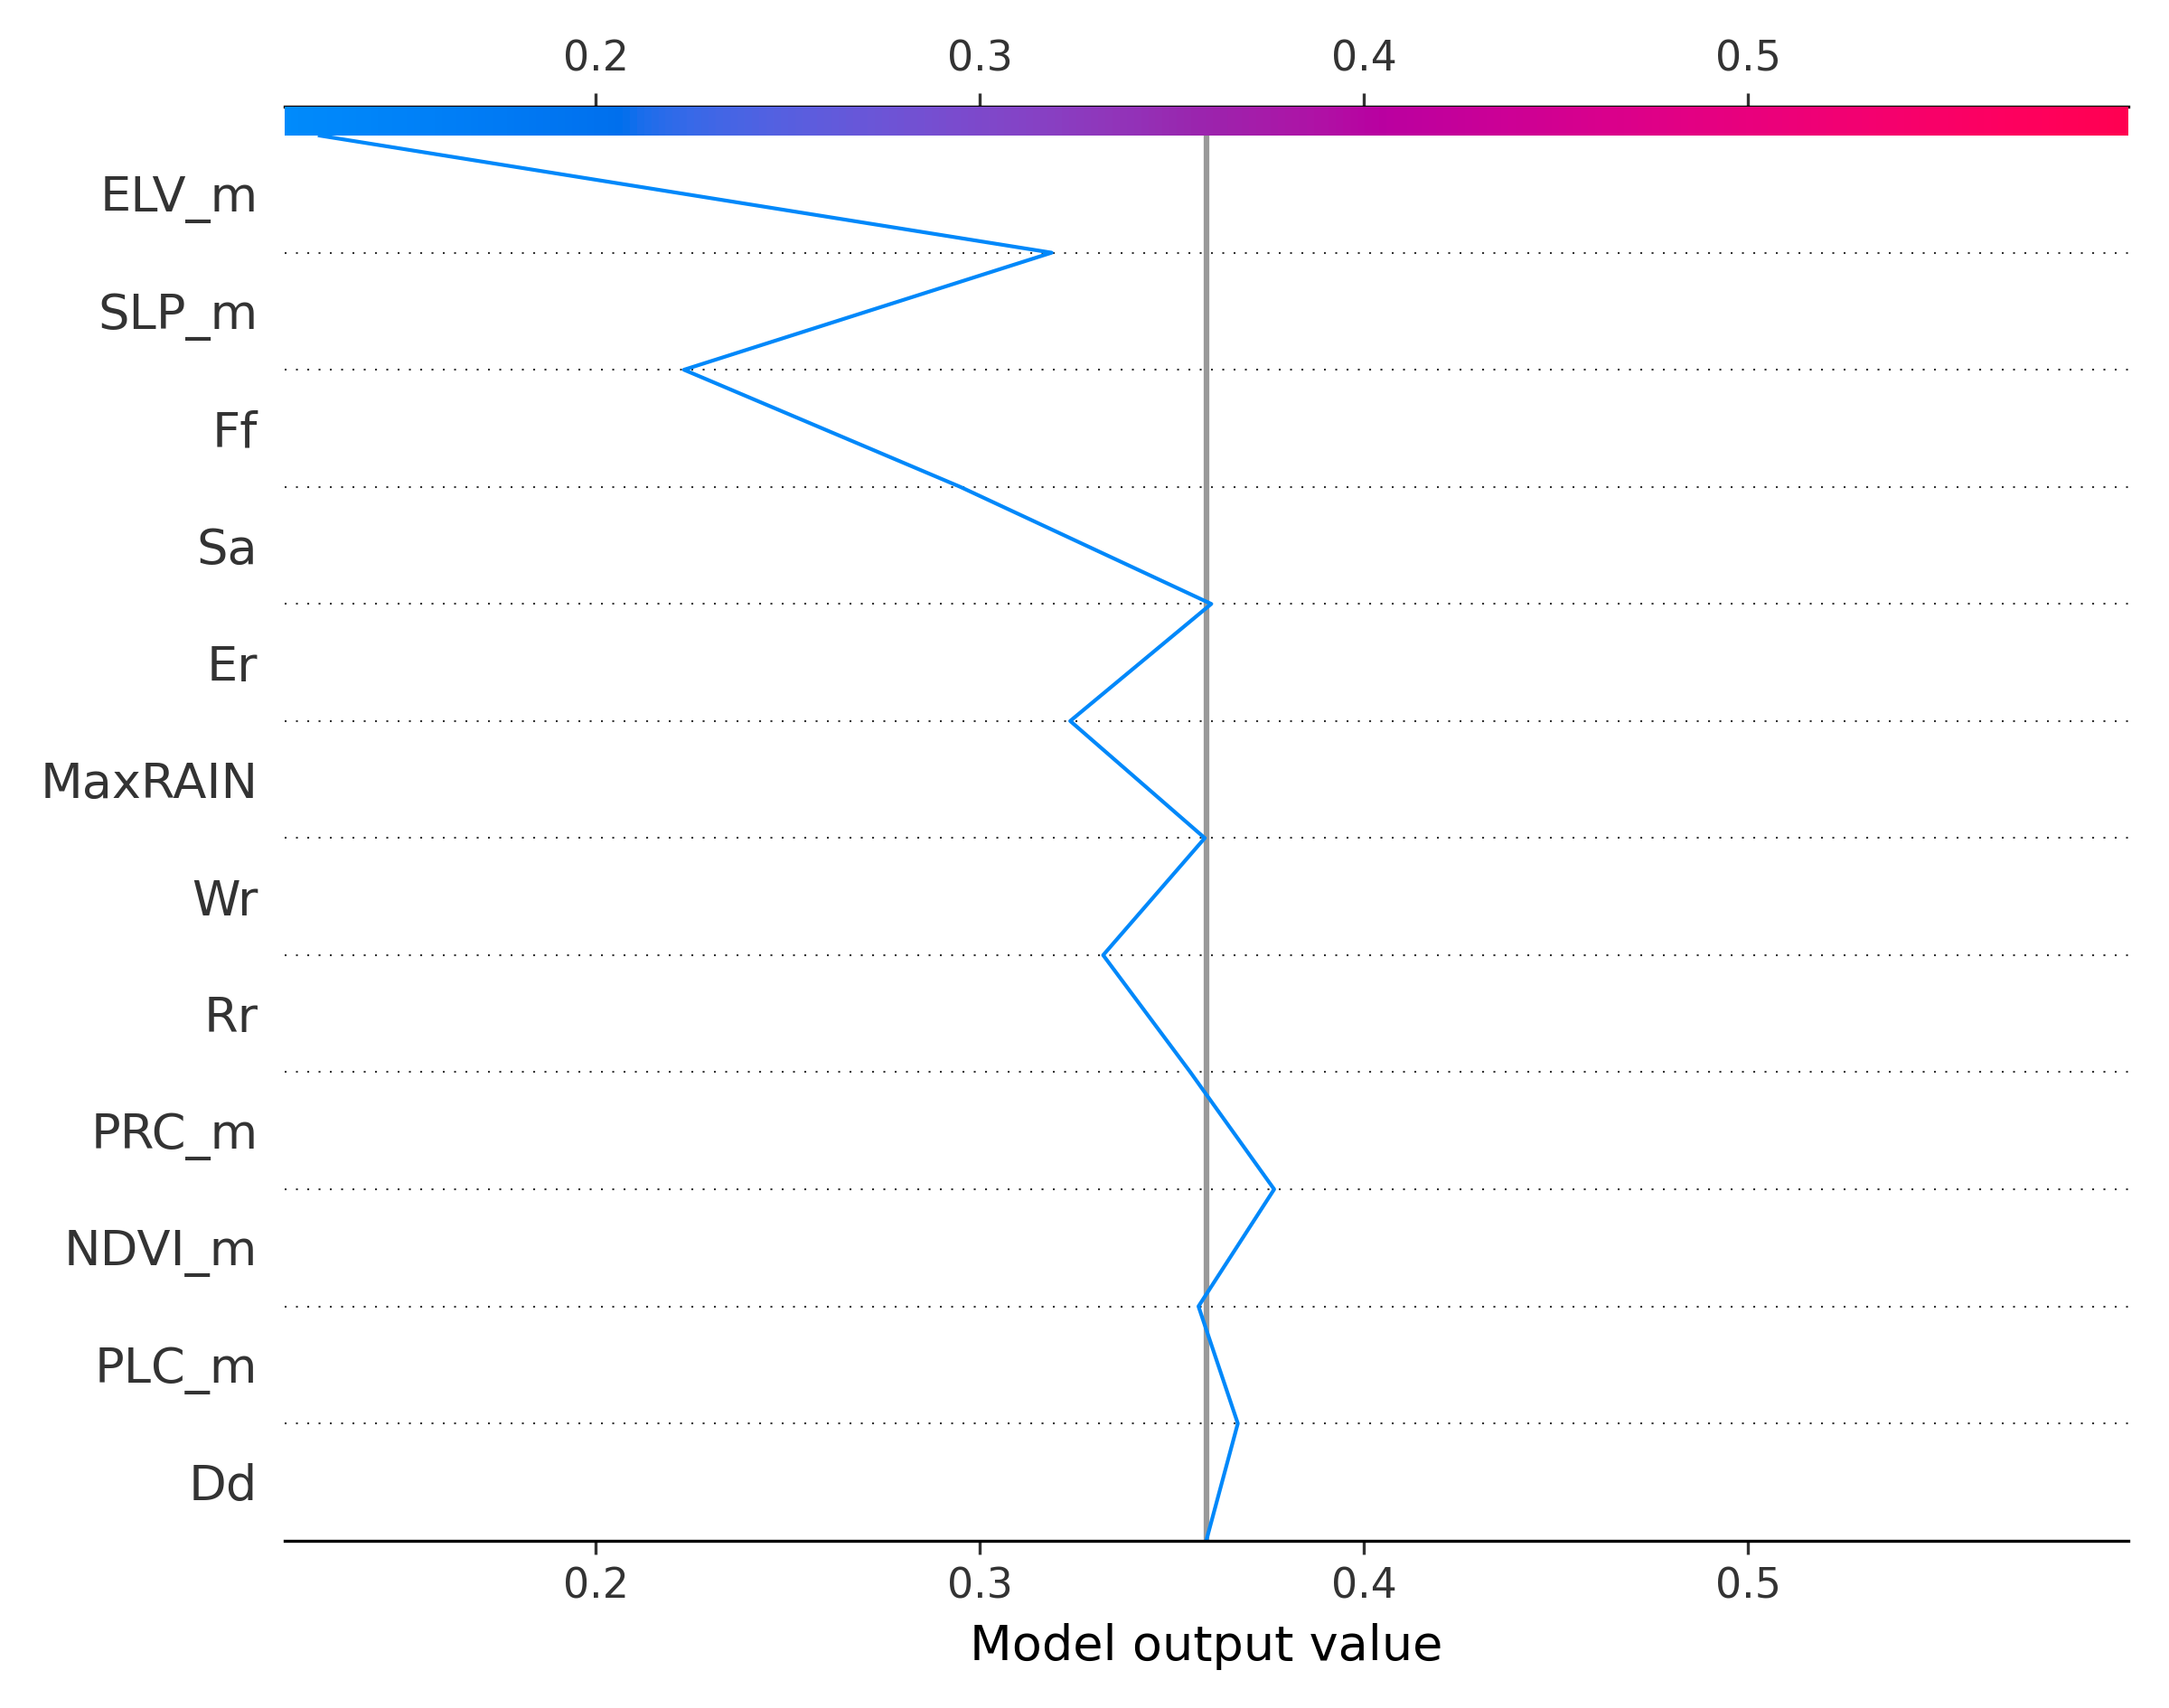 0.2 0.3 0.4 0.5
ELV_m
SLP_m
Ff
Sa
Er
MaxRAIN
Wr
Rr
PRC_m
NDVI_m
PLC_m
Dd
0.2 0.3 0.4 0.5
Model output value